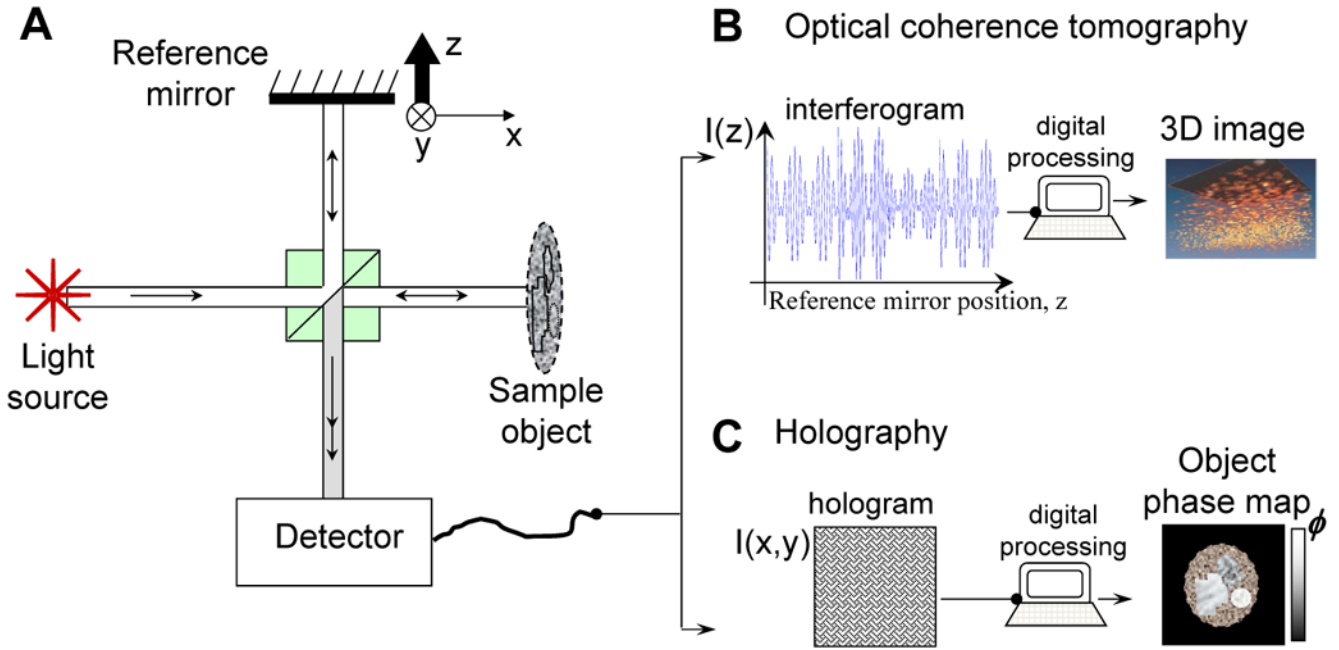 A
Reference
mirror
z
y
x
Light
source
Sample
object
Detector
B Optical coherence tomography
I(z)
interferogram
digital
processing
3D image
Reference mirror position, z
C Holography
I(x,y)
hologram
digital
processing
Object
phase map
ϕ